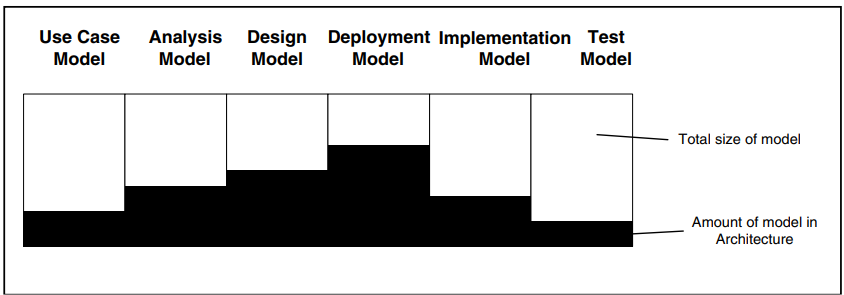 Use Case Analysis Design Deployment Implementation Test
Model Model Model Model Model Model
Total size of model
Amount of model in
Architecture